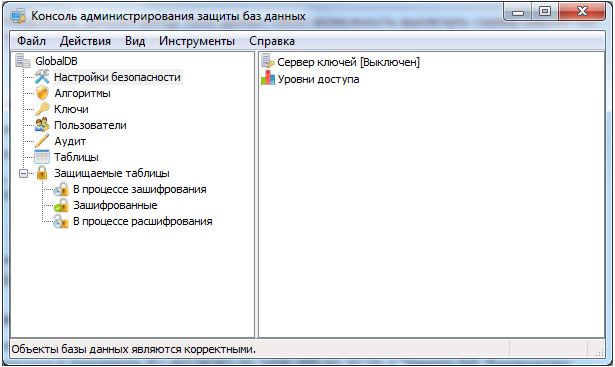 Консоль администрирования защиты баз данных
Файл Действия Вид Инструменты Справка
GlobalDB
Настройки безопасности
Алгоритмы
Ключи
Пользователи
Аудит
Таблицы
Защищаемые таблицы
В процессе зашифрования
Зашифрованные
В процессе расшифрования
Сервер ключей [Выключен]
Уровни доступа
Объекты базы данных являются корректными.